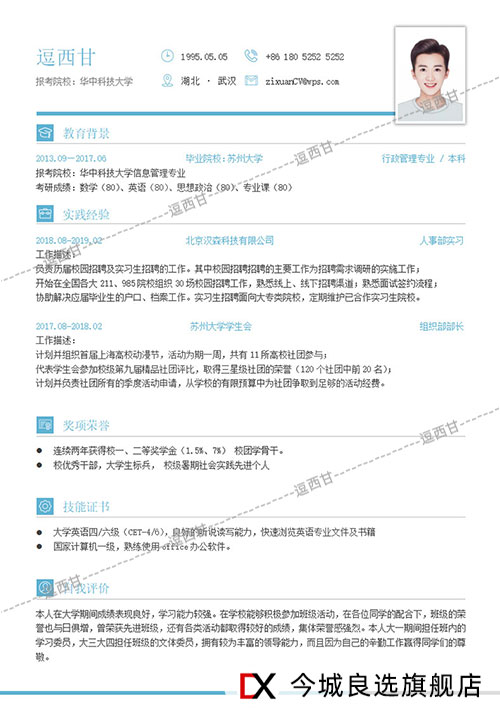 逗西甘
1995.05.05
+86 180 5252 5252
报考院校：华中科技大学
湖北 · 武汉
zixuanCV@wps.com
教育背景
2013.09—2017.06 毕业院校：苏州大学 行政管理专业 / 本科
报考院校：华中科技大学信息管理专业
考研成绩：数学（80）、英语（80）、思想政治（80）、专业课（80）
实践经验
2018.08-2019.02 北京汉森科技有限公司 人事部实习
工作描述：
负责历届校园招聘及实习生招聘的工作。其中校园招聘招聘的主要工作为招聘需求调研的实施工作；
开始在全国各大 211、985 院校组织 30 场校园招聘工作，熟悉线上、线下招聘渠道；熟悉面试签约流程；
协助解决应届毕业生的户口、档案工作。实习生招聘面向大专类院校，定期维护已合作实习生院校。
2017.08-2018.02 苏州大学学生会 组织部部长
工作描述：
计划并组织首届上海高校动漫节，活动为期一周，共有 11 所高校社团参与；
代表学生会参加校级第九届精品社团评比，取得三星级社团的荣誉（120 个社团中前 20 名）；
计划并负责社团所有的季度活动申请，从学校的有限预算中为社团争取到足够的活动经费。
奖项荣誉
● 连续两年获得校一、二等奖学金（1.5%、7%） 校团学骨干。
● 校优秀干部，大学生标兵， 校级暑期社会实践先进个人
技能证书
● 大学英语四/六级（CET-4/6），良好的听说读写能力，快速浏览英语专业文件及书籍
● 国家计算机一级，熟练使用 office 办公软件。
自我评价
本人在大学期间成绩表现良好，学习能力较强。在学校能够积极参加班级活动，在各位同学的配合下，班级的荣
誉也与日俱增，曾荣获先进班级，还有各类活动都取得较好的成绩，集体荣誉感强烈。本人大一期间担任班内的
学习委员，大三大四担任班级的文体委员，拥有较为丰富的领导能力，而且因为自己的辛勤工作赢得同学们的尊
敬。
逗西甘
逗西甘
逗西甘
逗西甘
逗西甘
逗西甘
DX 今城良选旗舰店